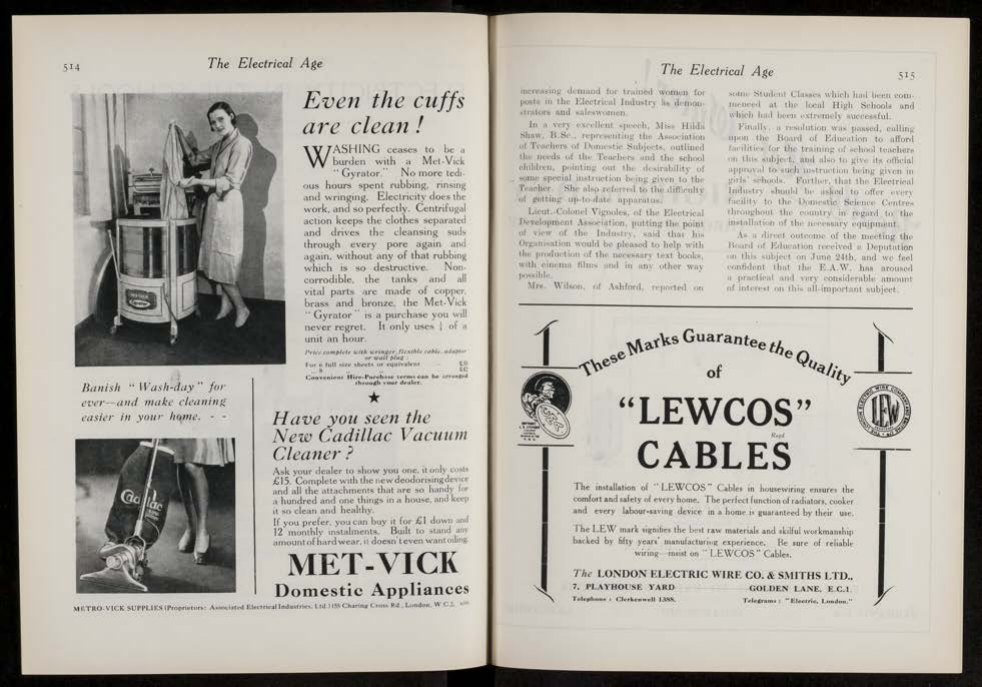 514
The Electrical Age
Even the cuffs
are clean !
WASHING ceases to be a
burden with a Met-Vick
"Gyrator." No more tedi-
ous hours spent rubbing, rinsing
and wringing. Electricity does the
work, and so perfectly. Centrifugal
action keeps the clothes separated
and drives the cleansing suds
through every pore again and
again, without any of that rubbing
which is so destructive. Non-
corrodible, the tanks and all
vital parts are made of copper,
brass and bronze, the Met-Vick
"Gyrator" is a purchase you will
never regret. It only uses of a
unit an hour.
Price complete with wringer, flexible cable, adaptor
or wall plug
For 6 full size sheets or equivalent
Convenient Hire-Purchase terms can be arranged
through your dealer.
★
Banish "Wash-day" for
ever—and make cleaning
easier in your home. - -
Have you seen the
New Cadillac Vacuum
Cleaner ?
Ask your dealer to show you one, it only costs
£15. Complete with the new deodorising device
and all the attachments that are so handy for
a hundred and one things in a house, and keep
it so clean and healthy.
If you prefer, you can buy it for £1 down and
12 monthly instalments. Built to stand any
amount of hard wear, it doesn't even want oiling.
Cadillac
MET-VICK
Domestic Appliances
METRO-VICK SUPPLIES (Proprietors: Associated Electrical Industries, Ltd.) 155 Charing Cross Rd., London, W.C.2.
The Electrical Age
515
increasing demand for trained women for
posts in the Electrical Industry as demon-
strators and saleswomen.
In a very excellent speech, Miss Hilda
Shaw, B.Sc., representing the Association
of Teachers of Domestic Subjects, outlined
the needs of the Teachers and the school
children, pointing out the desirability of
some special instruction being given to the
Teacher. She also referred to the difficulty
of getting up-to-date apparatus.
Lieut.-Colonel Vignoles, of the Electrical
Development Association, putting the point
of view of the Industry, said that his
Organisation would be pleased to help with
the production of the necessary text books,
with cinema films and in any other way
possible.
Mrs. Wilson, of Ashford, reported on
some Student Classes which had been com-
menced at the local High Schools and
which had been extremely successful.
Finally, a resolution was passed, calling
upon the Board of Education to afford
facilities for the training of school teachers
on this subject, and also to give its official
approval to such instruction being given in
girls' schools. Further, that the Electrical
Industry should be asked to offer every
facility to the Domestic Science Centres
throughout the country in regard to the
installation of the necessary equipment.
As a direct outcome of the meeting the
Board of Education received a Deputation
on this subject on June 24th, and we feel
confident that the E.A.W. has aroused
a practical and very considerable amount
of interest on this all-important subject.
These Marks Guarantee the Quality
of
"LEWCOS"
Regd
CABLES
LEW
The installation of "LEWCOS" Cables in housewiring ensures the
comfort and safety of every home. The perfect function of radiators, cooker
and every labour-saving device in a home is guaranteed by their use.
The LEW mark signifies the best raw materials and skilful workmanship
backed by fifty years' manufacturing experience. Be sure of reliable
wiring—insist on "LEWCOS" Cables.
The LONDON ELECTRIC WIRE CO. & SMITHS LTD.,
7, PLAYHOUSE YARD GOLDEN LANE, E.C.1.
Telephone : Clerkenwell 1388. Telegrams : "Electric, London."